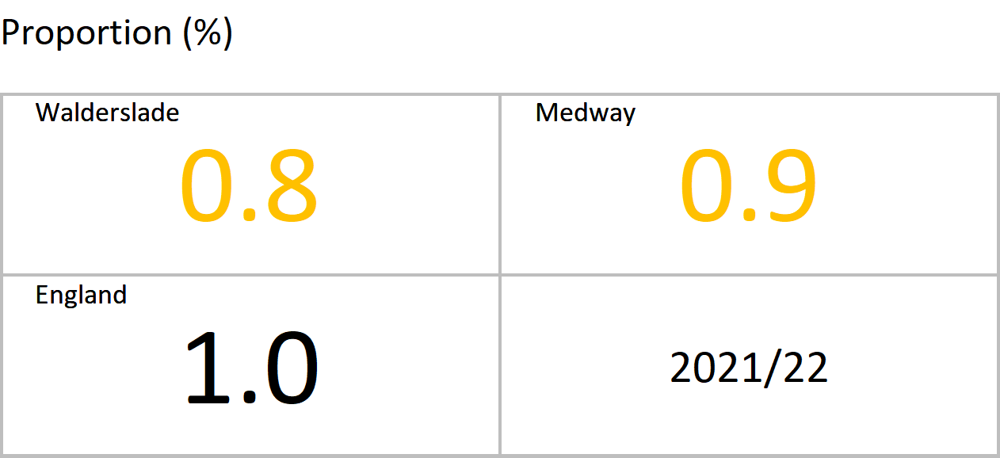 Proportion (%)
Walderslade
0.8
Medway
0.9
England
1.0
2021/22